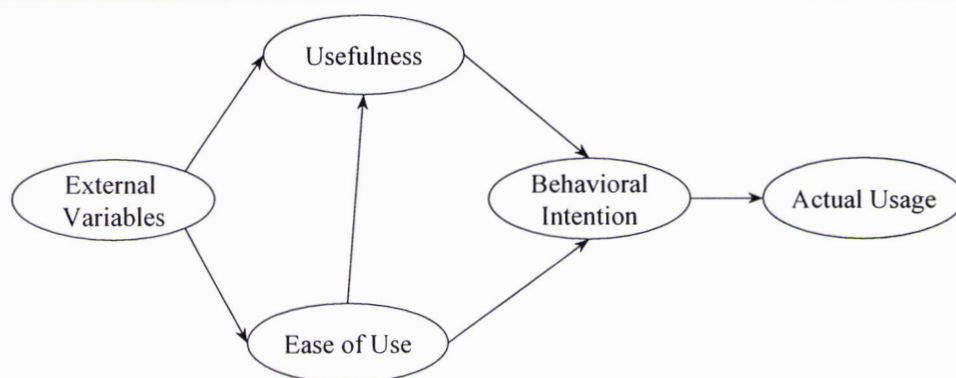 Usefulness
External
Variables
Behavioral
Intention
Actual Usage
Ease of Use